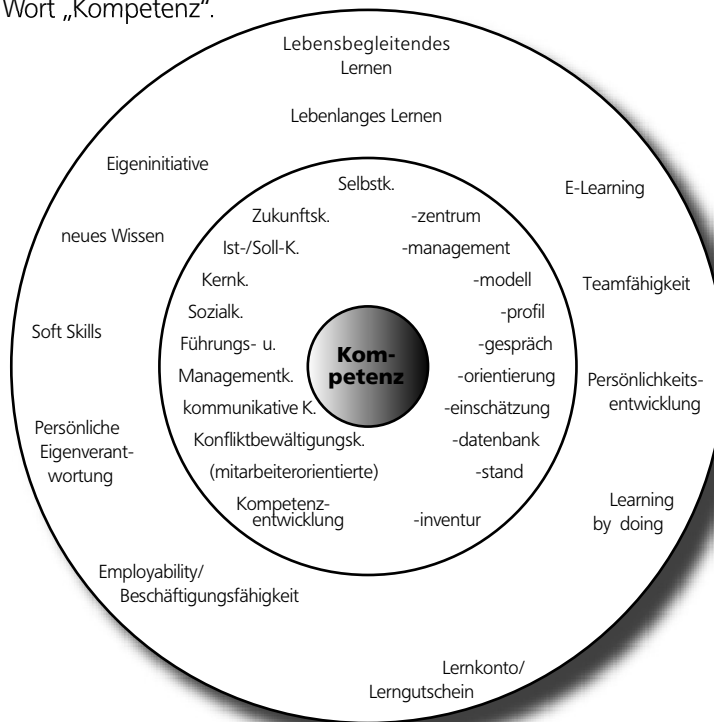 Wort „Kompetenz“.
Lebensbegleitendes
Lernen
Lebenlanges Lernen
Eigeninitiative
E-Learning
neues Wissen
Teamfähigkeit
Soft Skills
Persönlichkeits-
entwicklung
Persönliche
Eigenverant-
wortung
Learning
by doing
Employability/
Beschäftigungsfähigkeit
Lernkonto/
Lerngutschein
Selbstk.
Zukunftsk.
Ist-/Soll-K.
Kernk.
Sozialk.
Führungs- u.
Managementk.
kommunikative K.
Konfliktbewältigungsk.
(mitarbeiterorientierte)
Kompetenz-
entwicklung
-zentrum
-management
-modell
-profil
-gespräch
-orientierung
-einschätzung
-datenbank
-stand
-inventur
Kom-
petenz